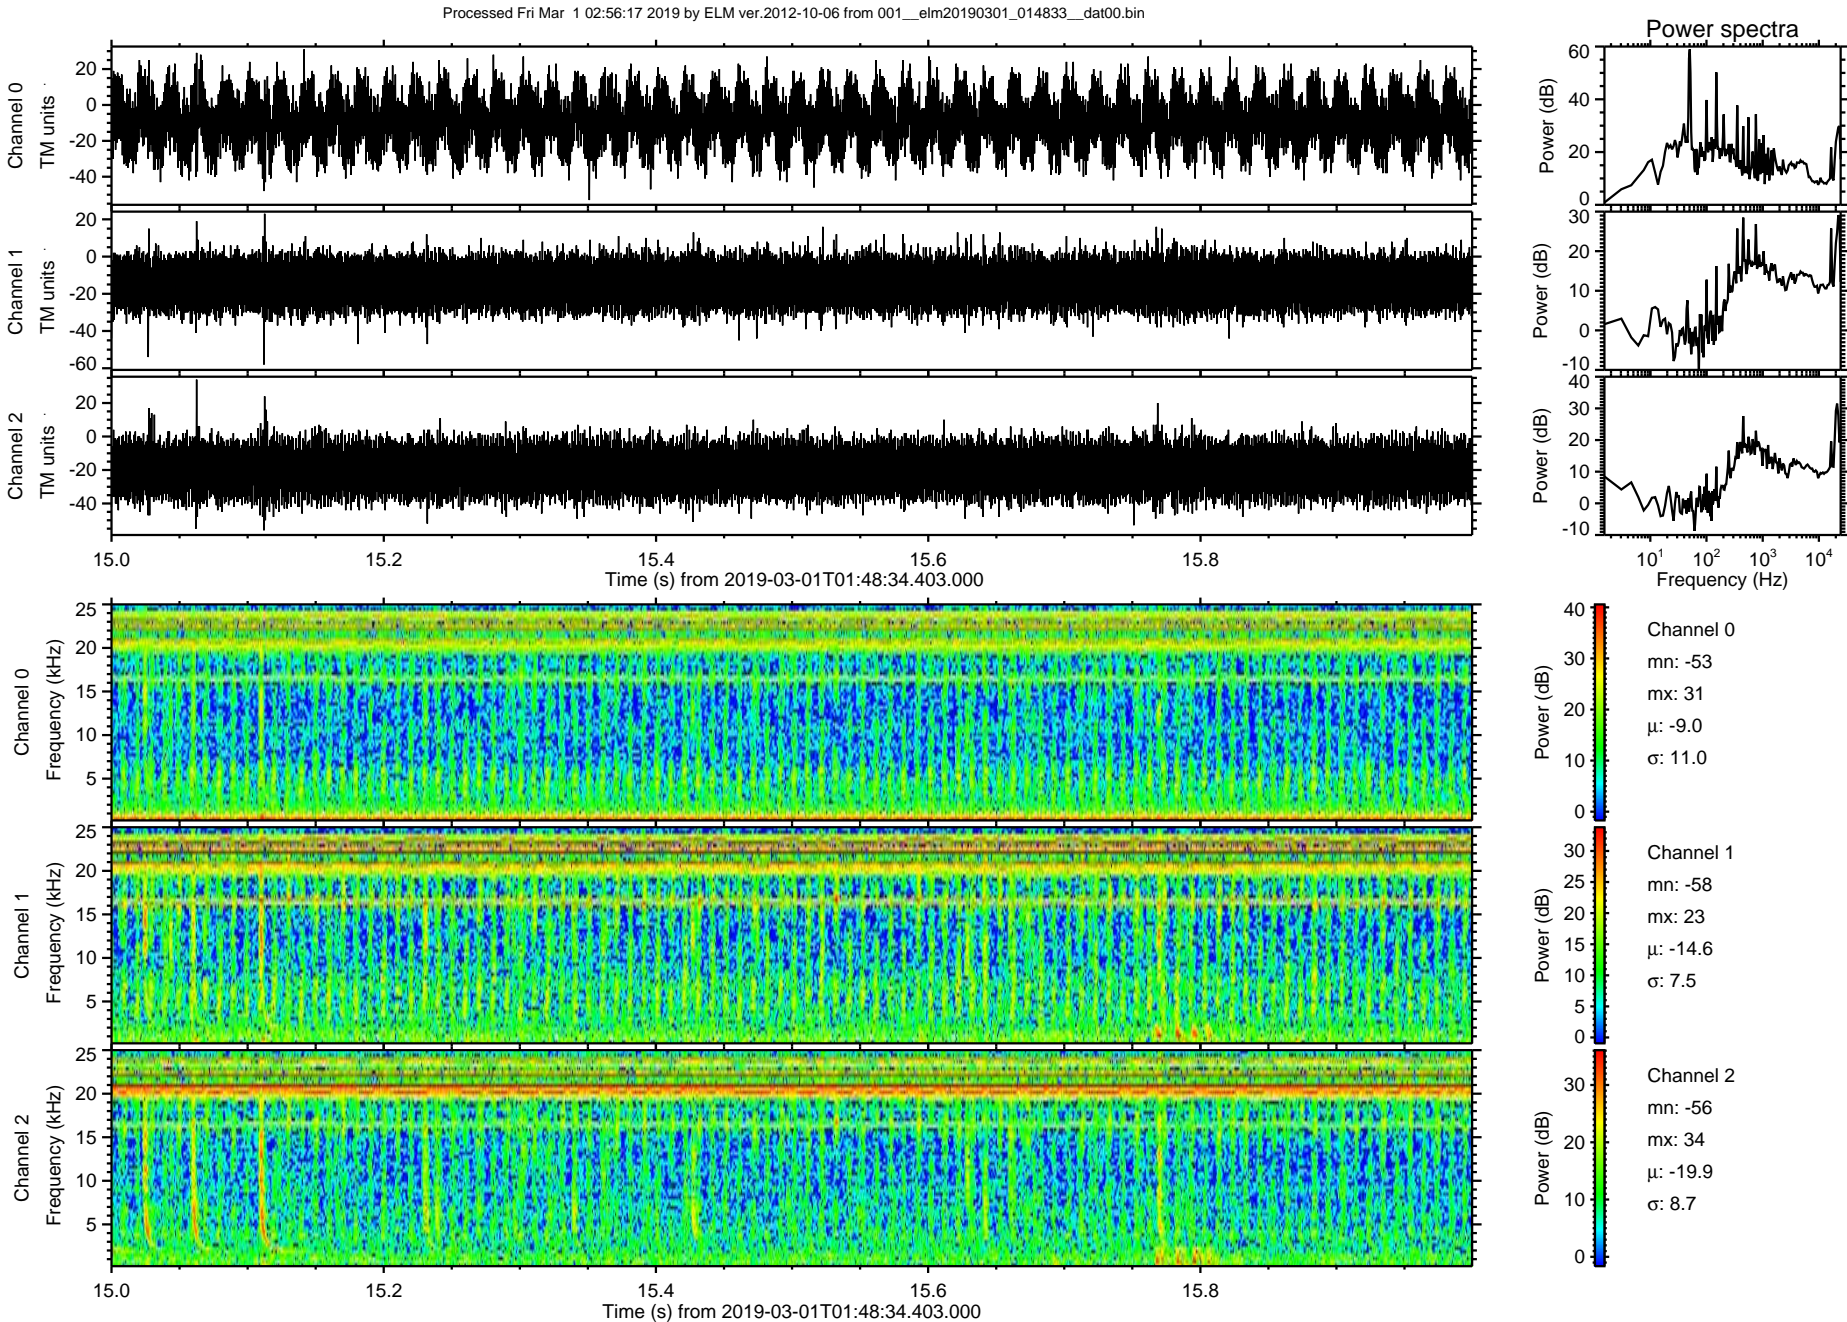 Processed Fri Mar 1 02:56:17 2019 by ELM ver.2012-10-06 from 001__elm20190301_014833__dat00.bin
Power spectra
Channel 0
TM units
20
0
-20
-40
Power (dB)
60
40
20
0
Channel 1
TM units
20
0
-20
-40
-60
Power (dB)
30
20
10
0
-10
Channel 2
TM units
20
0
-20
-40
Power (dB)
40
30
20
10
0
-10
15.0 15.2 15.4 15.6 15.8
Time (s) from 2019-03-01T01:48:34.403.000
10^1 10^2 10^3 10^4
Frequency (Hz)
Channel 0
Frequency (kHz)
25
20
15
10
5
Power (dB)
40
30
20
10
0
Channel 0
mn: -53
mx: 31
μ: -9.0
σ: 11.0
Channel 1
Frequency (kHz)
25
20
15
10
5
Power (dB)
30
25
20
15
10
5
0
Channel 1
mn: -58
mx: 23
μ: -14.6
σ: 7.5
Channel 2
Frequency (kHz)
25
20
15
10
5
Power (dB)
30
20
10
0
Channel 2
mn: -56
mx: 34
μ: -19.9
σ: 8.7
15.0 15.2 15.4 15.6 15.8
Time (s) from 2019-03-01T01:48:34.403.000